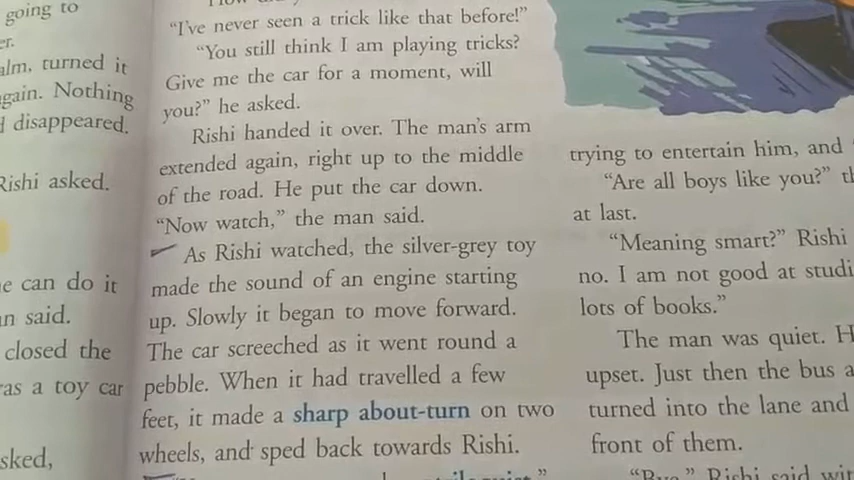 going to
er.
alm, turned it
gain. Nothing
d disappeared.
Rishi asked.
e can do it
an said.
closed the
as a toy car
sked,
"I've never seen a trick like that before!"
"You still think I am playing tricks?
Give me the car for a moment, will
you?" he asked.
Rishi handed it over. The man's arm
extended again, right up to the middle
of the road. He put the car down.
"Now watch," the man said.
As Rishi watched, the silver-grey toy
made the sound of an engine starting
up. Slowly it began to move forward.
The car screeched as it went round a
pebble. When it had travelled a few
feet, it made a sharp about-turn on two
wheels, and sped back towards Rishi.
trying to entertain him, and
"Are all boys like you?" th
at last.
"Meaning smart?" Rishi
no. I am not good at studi
lots of books."
The man was quiet. H
upset. Just then the bus a
turned into the lane and
front of them.
"Bye," Rishi said wit